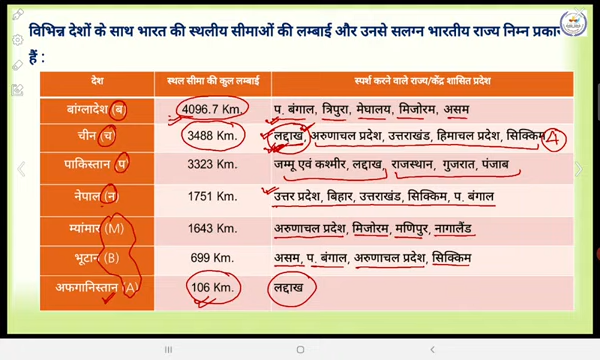 विभिन्न देशों के साथ भारत की स्थलीय सीमाओं की लम्बाई और उनसे सलग्न भारतीय राज्य निम्न प्रकार
हैं :
देश स्थल सीमा की कुल लम्बाई स्पर्श करने वाले राज्य/केंद्र शासित प्रदेश
बांग्लादेश (ब) 4096.7 Km. प. बंगाल, त्रिपुरा, मेघालय, मिजोरम, असम
चीन (च) 3488 Km. लद्दाख, अरुणाचल प्रदेश, उत्तराखंड, हिमाचल प्रदेश, सिक्किम 4
पाकिस्तान (प) 3323 Km. जम्मू एवं कश्मीर, लद्दाख, राजस्थान, गुजरात, पंजाब
नेपाल (न) 1751 Km. उत्तर प्रदेश, बिहार, उत्तराखंड, सिक्किम, प. बंगाल
म्यांमार (M) 1643 Km. अरुणाचल प्रदेश, मिजोरम, मणिपुर, नागालैंड
भूटान (B) 699 Km. असम, प. बंगाल, अरुणाचल प्रदेश, सिक्किम
अफगानिस्तान (A) 106 Km. लद्दाख